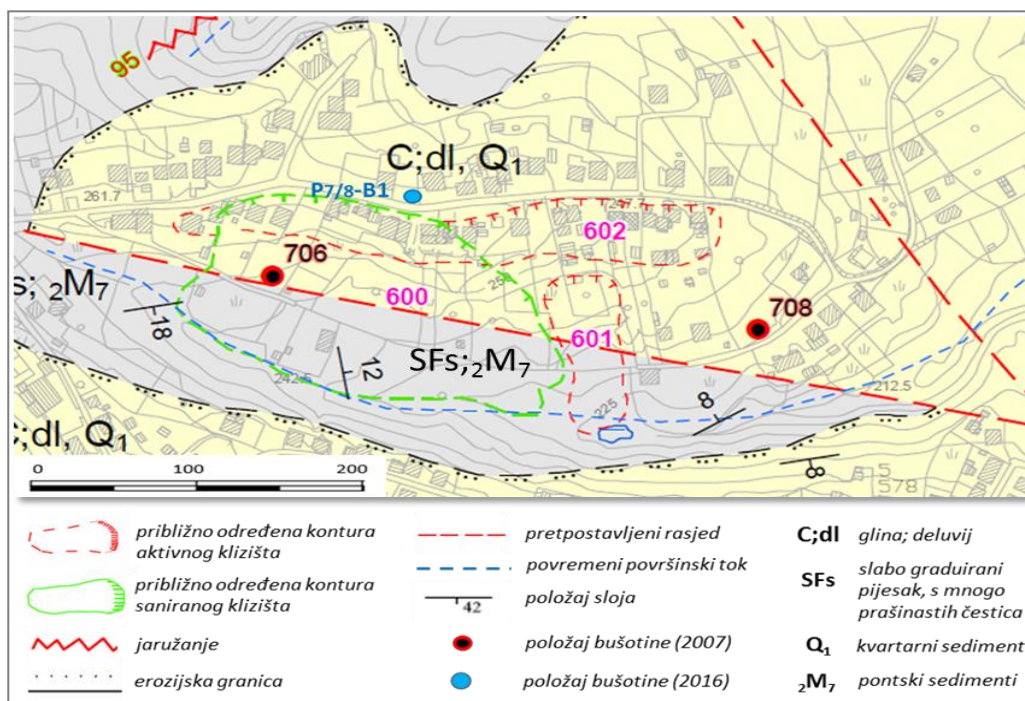 95
C;dl, Q₁
261.7
P7/8-B1
602
706
s; ₂M₇
600
708
18
601
SFs;₂M₇
12
242.5
212.5
225
8
;dl, Q₁
8
5
578
0 100 200
približno određena kontura
aktivnog klizišta
približno određena kontura
saniranog klizišta
jaružanje
erozijska granica
pretpostavljeni rasjed
povremeni površinski tok
42 položaj sloja
položaj bušotine (2007)
položaj bušotine (2016)
C;dl glina; deluvij
SFs slabo graduirani
pijesak, s mnogo
prašinastih čestica
Q₁ kvartarni sediment
₂M₇ pontski sedimenti